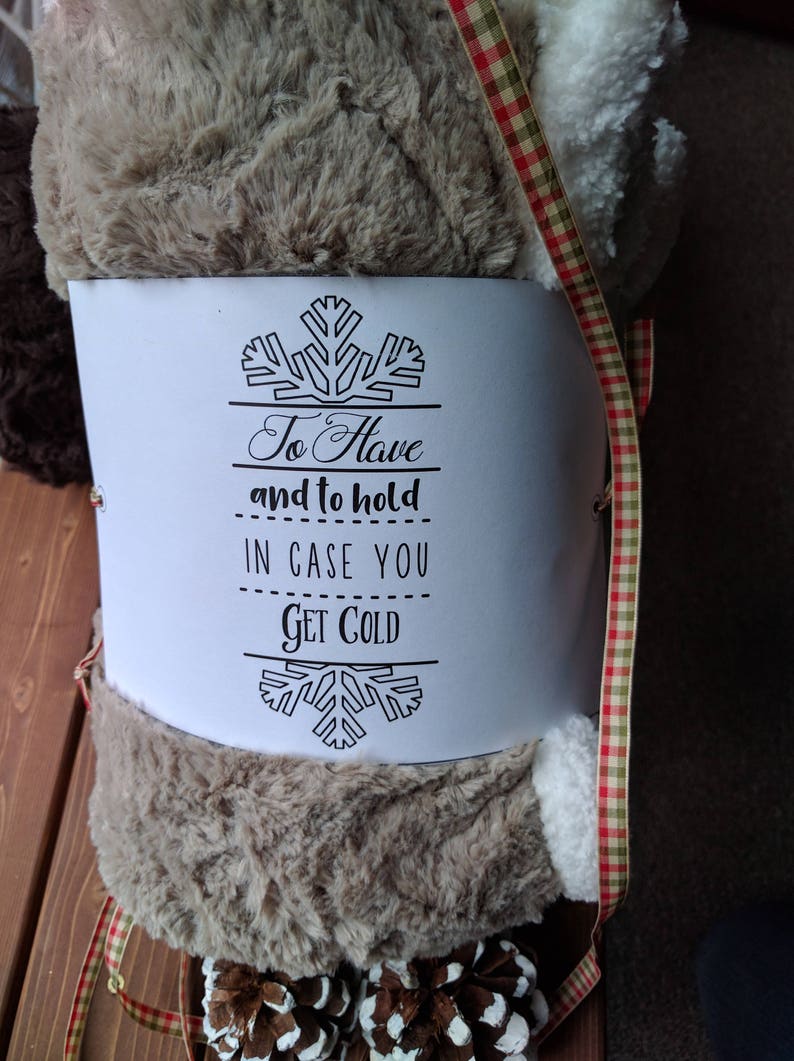 To Have
and to hold
IN CASE YOU
GET COLD